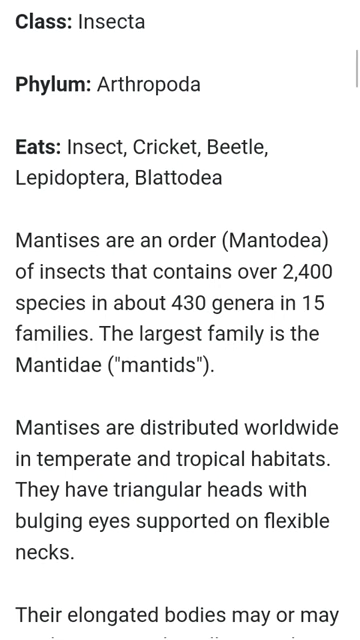 Class: Insecta
Phylum: Arthropoda
Eats: Insect, Cricket, Beetle,
Lepidoptera, Blattodea
Mantises are an order (Mantodea)
of insects that contains over 2,400
species in about 430 genera in 15
families. The largest family is the
Mantidae ("mantids").
Mantises are distributed worldwide
in temperate and tropical habitats.
They have triangular heads with
bulging eyes supported on flexible
necks.
Their elongated bodies may or may